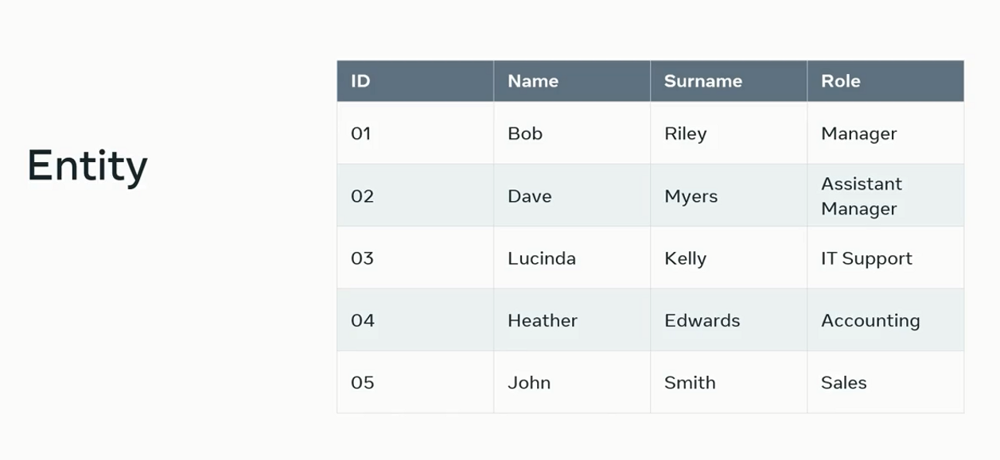 Entity
ID Name Surname Role
01 Bob Riley Manager
02 Dave Myers Assistant Manager
03 Lucinda Kelly IT Support
04 Heather Edwards Accounting
05 John Smith Sales